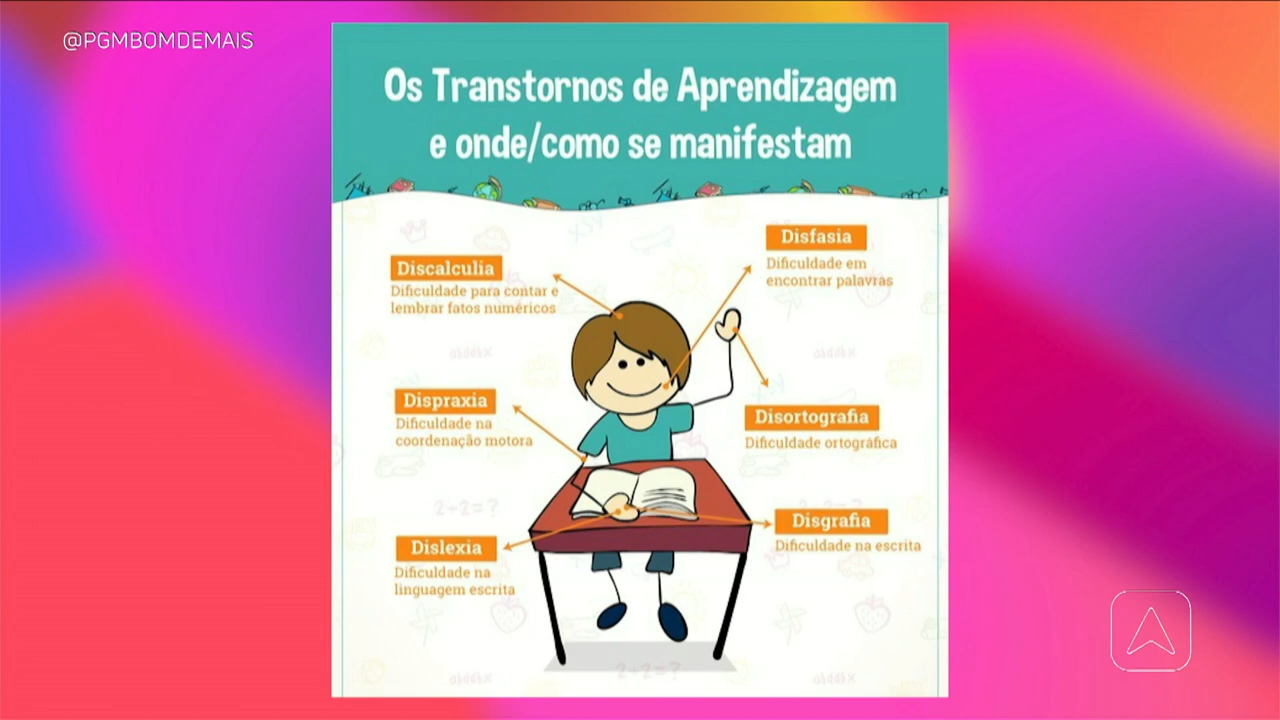 @PGMBOMDEMAIS
Os Transtornos de Aprendizagem
e onde/como se manifestam
Discalculia
Dificuldade para contar e
lembrar fatos numéricos
Disfasia
Dificuldade em
encontrar palavras
Dispraxia
Dificuldade na
coordenação motora
Disortografia
Dificuldade ortográfica
Dislexia
Dificuldade na
linguagem escrita
Disgrafia
Dificuldade na escrita
2+2=?